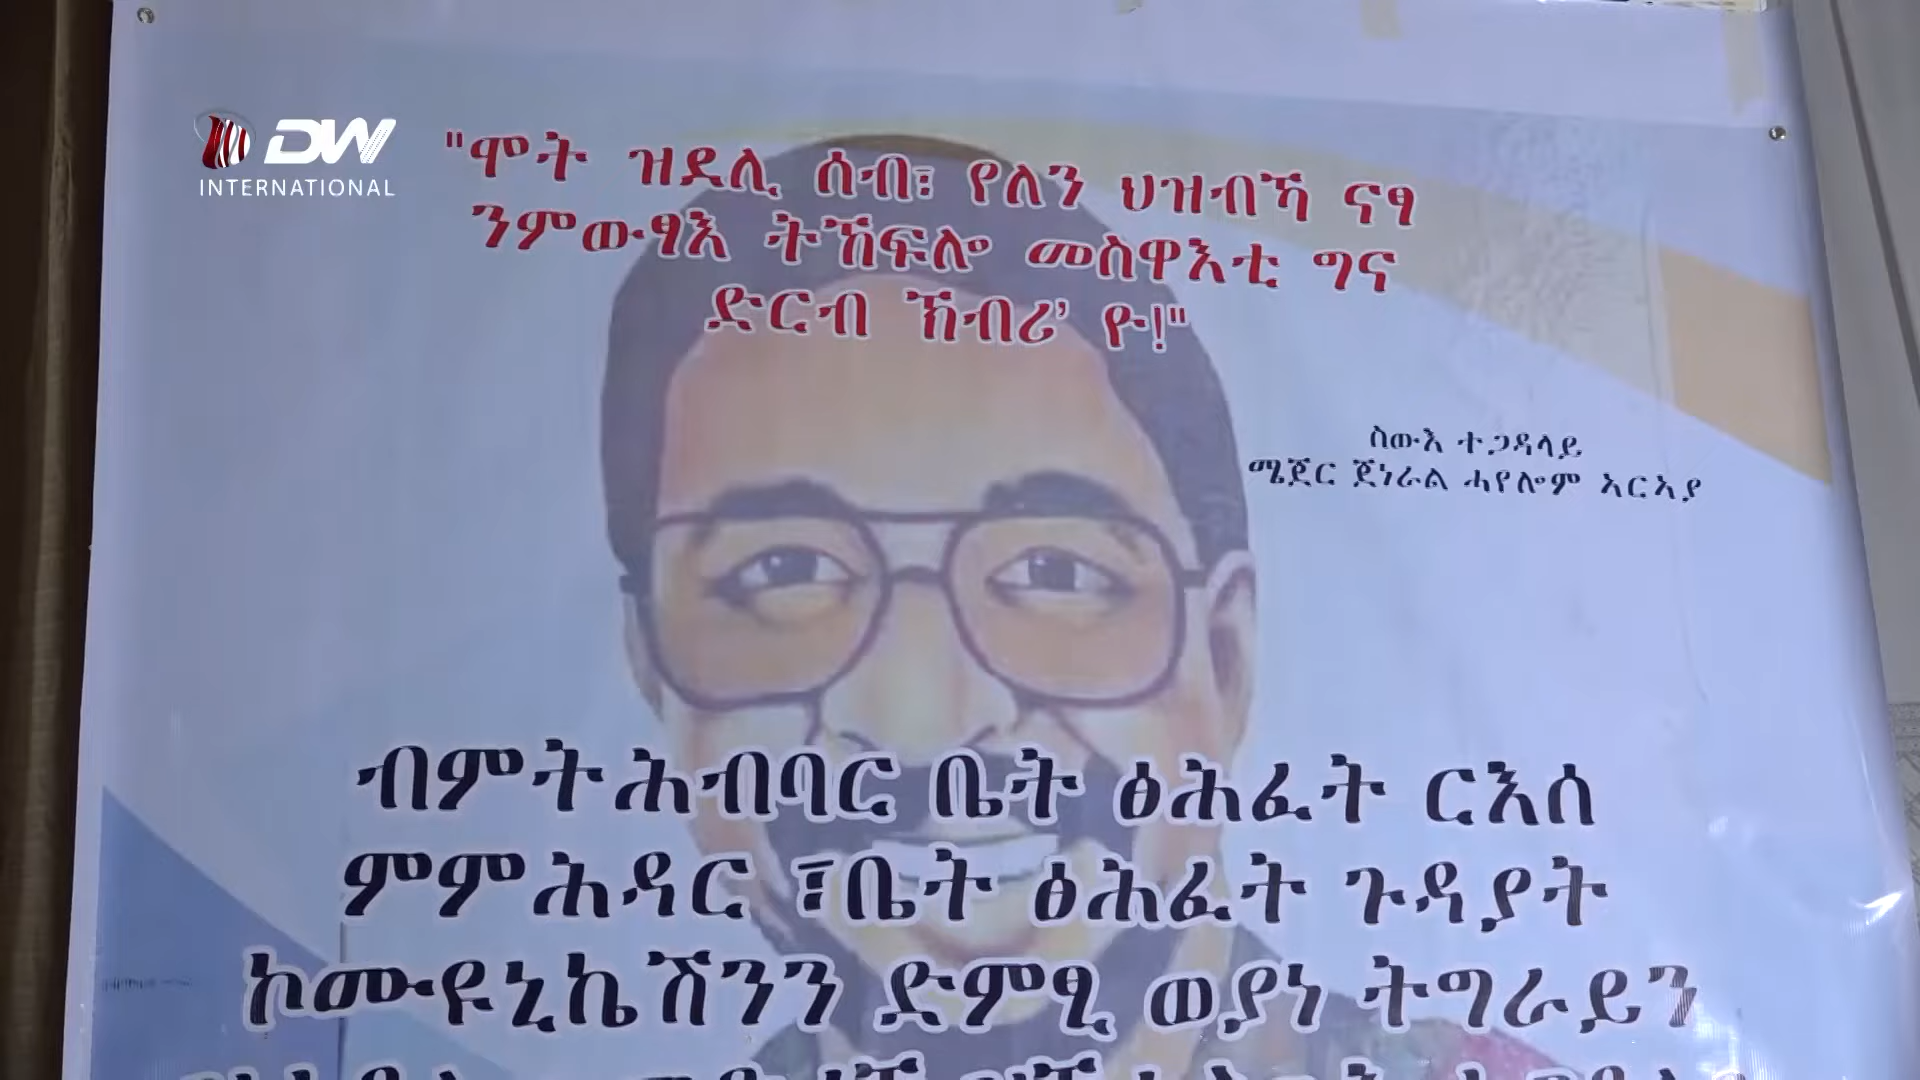 DW
INTERNATIONAL
"ሞት ዝደሊ ሰብ፣ የለን ህዝብኻ ናፃ
ንምውፃእ ትኸፍሎ መስዋእቲ ግና
ድርብ ኽብሪ' ዮ!"
ስውእ ተጋዳላይ
ሜጀር ጀነራል ሓየሎም ኣርኣያ
ብምትሕብባር ቤት ፅሕፈት ርእሰ
ምምሕዳር ፣ቤት ፅሕፈት ጉዳያት
ኮሙዩኒኬሽንን ድምፂ ወያነ ትግራይን